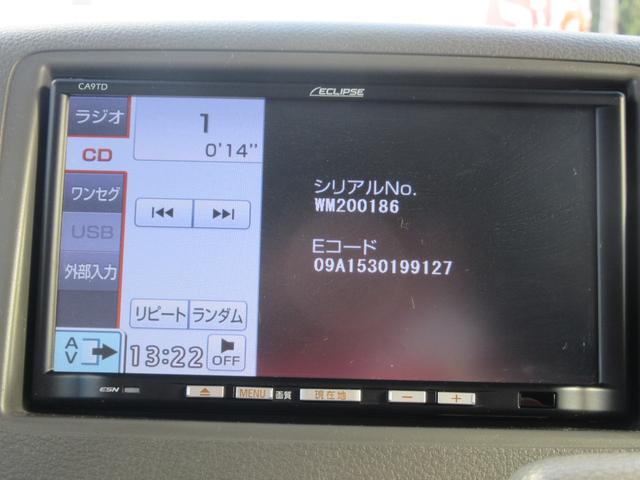 CA9TD
ECLIPSE
ラジオ
CD
ワンセグ
USB
外部入力
AV
1
0'14"
リピート
ランダム
13:22
OFF
シリアルNo.
WM200186
Eコード
09A1530199127
ESN
MENU
画質
現在地